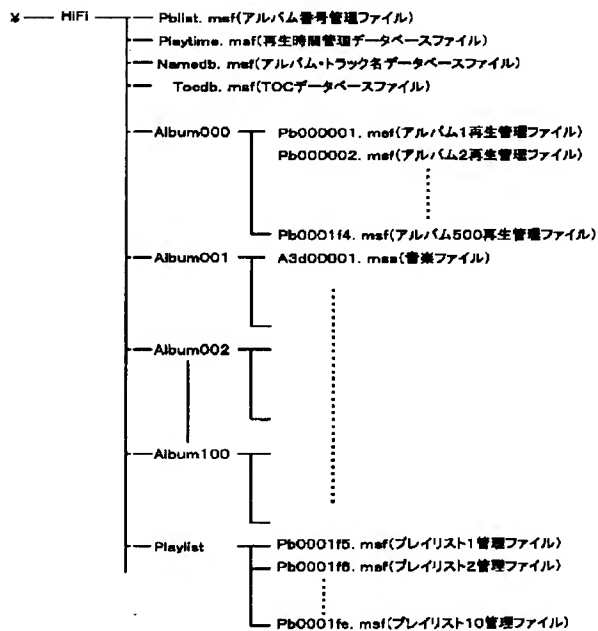 ¥ HiFi Pblist. msf(アルバム番号管理ファイル)
Playtime. msf(再生時間管理データベースファイル)
Namedb. msf(アルバム・トラック名データベースファイル)
Tocdb. msf(TOCデータベースファイル)
Album000 Pb000001. msf(アルバム1再生管理ファイル)
Pb000002. msf(アルバム2再生管理ファイル)
Pb0001f4. msf(アルバム500再生管理ファイル)
Album001 A3d00001. msa(音楽ファイル)
Album002
Album100
Playlist Pb0001f5. msf(プレイリスト1管理ファイル)
Pb0001f6. msf(プレイリスト2管理ファイル)
Pb0001fe. msf(プレイリスト10管理ファイル)